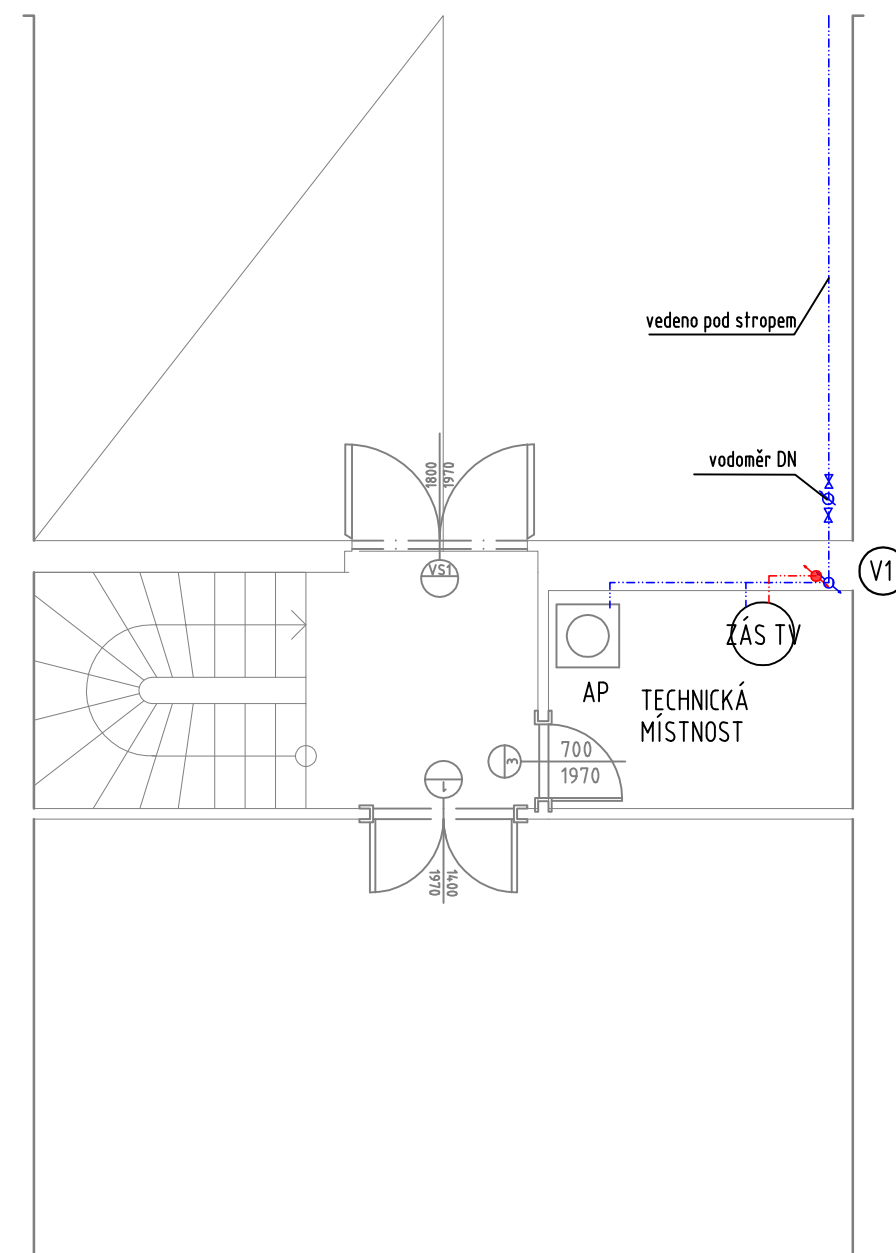 vedeno pod stropem
vodoměr DN
1800
1970
VS1
V1
ZÁS TV
AP
TECHNICKÁ
MÍSTNOST
3
700
1970
1
1400
1970